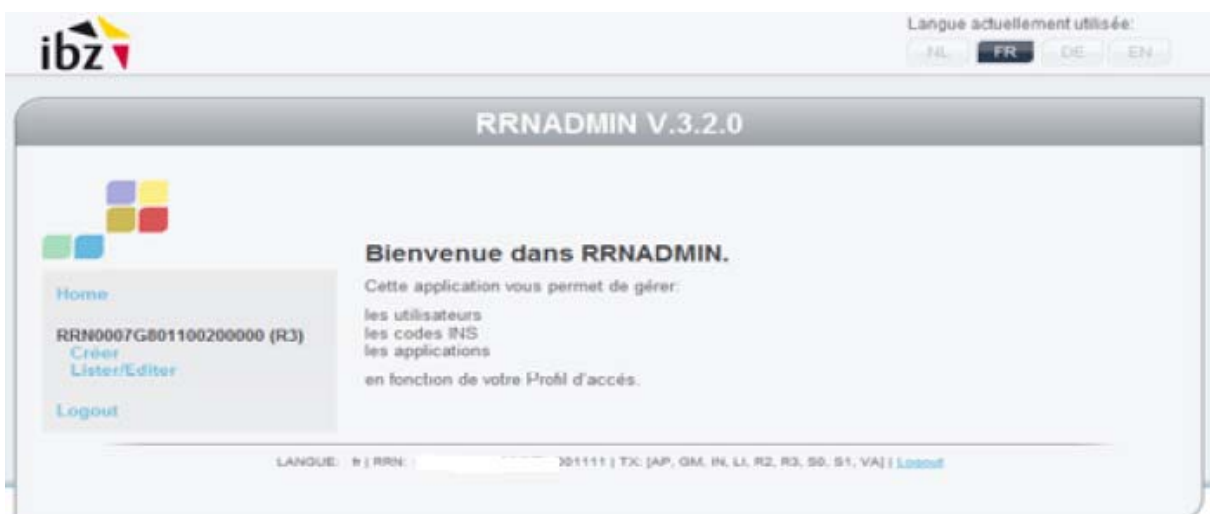 ibz
Langue actuellement utilisée:
NL FR DE EN
RRNADMIN V.3.2.0
Bienvenue dans RRNADMIN.
Cette application vous permet de gérer:
les utilisateurs
les codes INS
les applications
en fonction de votre Profil d'accés.
Home
RRN0007G801100200000 (R3)
Créer
Lister/Editer
Logout
LANGUE: fr | RRN: 001111 | TX: [AP, GM, IN, LI, R2, R3, S0, S1, VA] | Logout